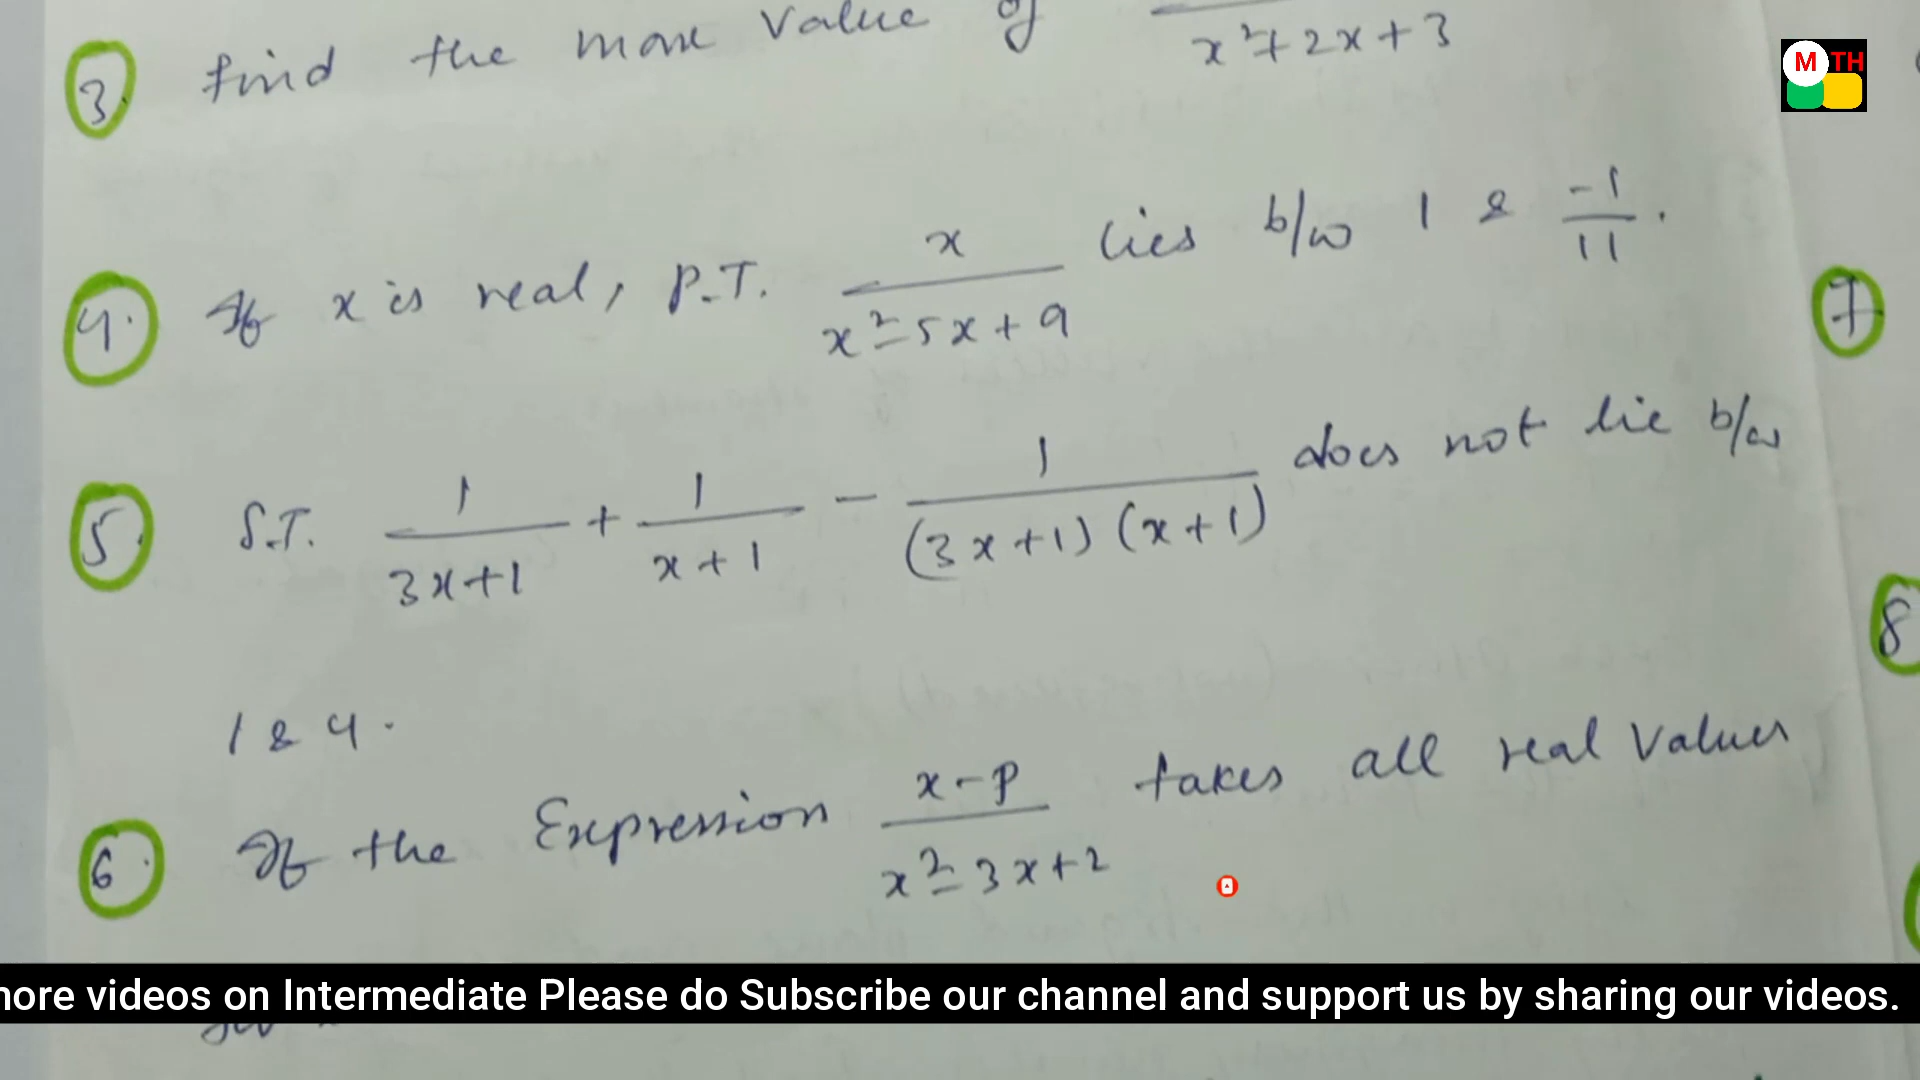 3. find the max value of x²+2x+3
M TH
4. If x is real, P.T. x/(x²-5x+9) lies b/w 1 & -1/11.
7
5. S.T. 1/(3x+1) + 1/(x+1) - 1/((3x+1)(x+1)) does not lie b/w
8
1 & 4.
6. If the Expression (x-p)/(x²-3x+2) takes all real values
more videos on Intermediate Please do Subscribe our channel and support us by sharing our videos.